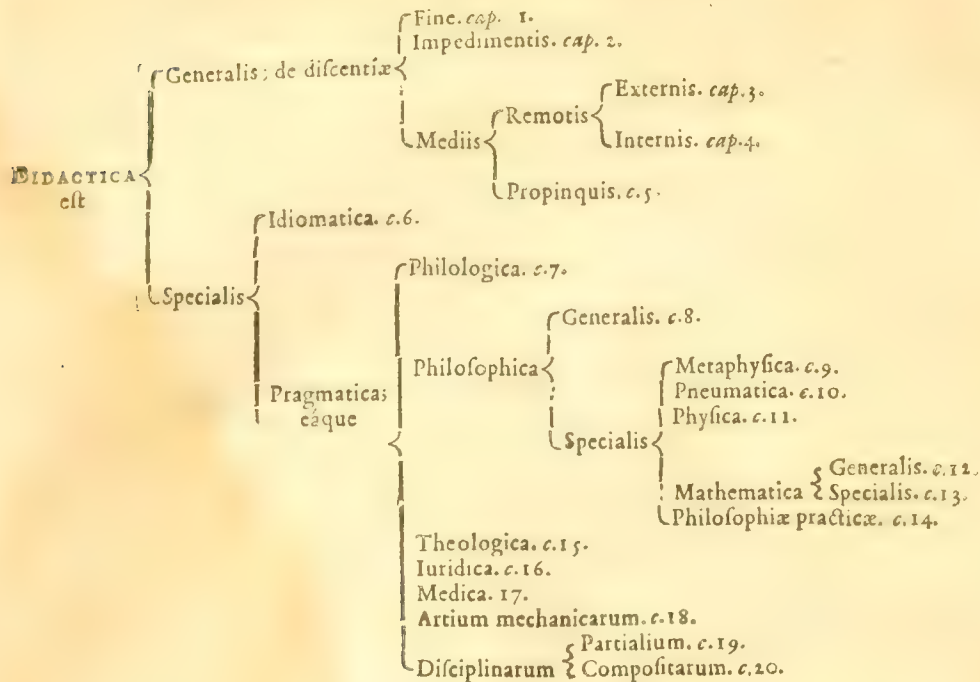 Fine. cap. 1.
Impedimentis. cap. 2.
Generalis; de discentiæ
Externis. cap. 3.
Remotis
Internis. cap. 4.
Mediis
Propinquis. c. 5.
DIDACTICA
est
Idiomatica. c. 6.
Specialis
Philologica. c. 7.
Generalis. c. 8.
Philosophica
Pragmatica;
eáque
Metaphysica. c. 9.
Pneumatica. c. 10.
Physica. c. 11.
Specialis
Generalis. c. 12.
Mathematica
Specialis. c. 13.
Philosophiæ practicæ. c. 14.
Theologica. c. 15.
Iuridica. c. 16.
Medica. 17.
Artium mechanicarum. c. 18.
Partialium. c. 19.
Disciplinarum
Compositarum. c. 20.